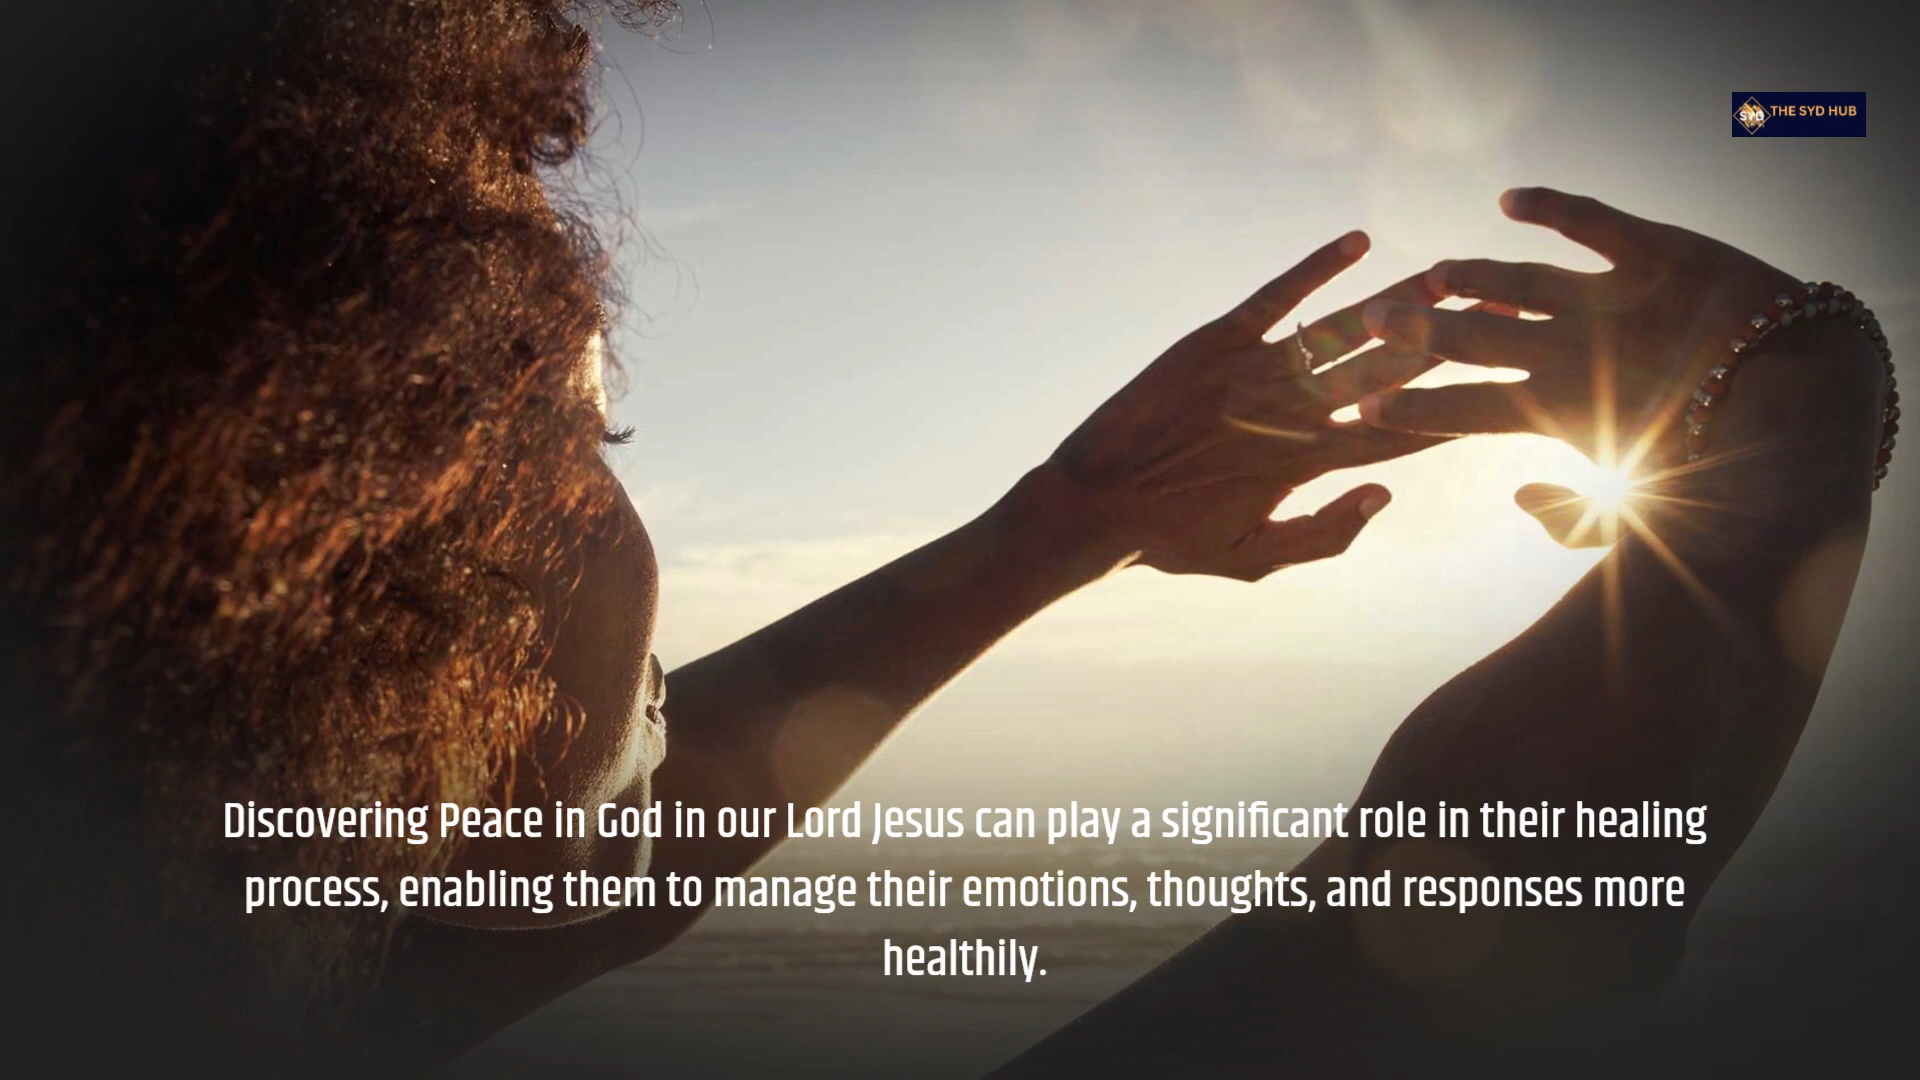 SYD THE SYD HUB
Discovering Peace in God in our Lord Jesus can play a significant role in their healing
process, enabling them to manage their emotions, thoughts, and responses more
healthily.